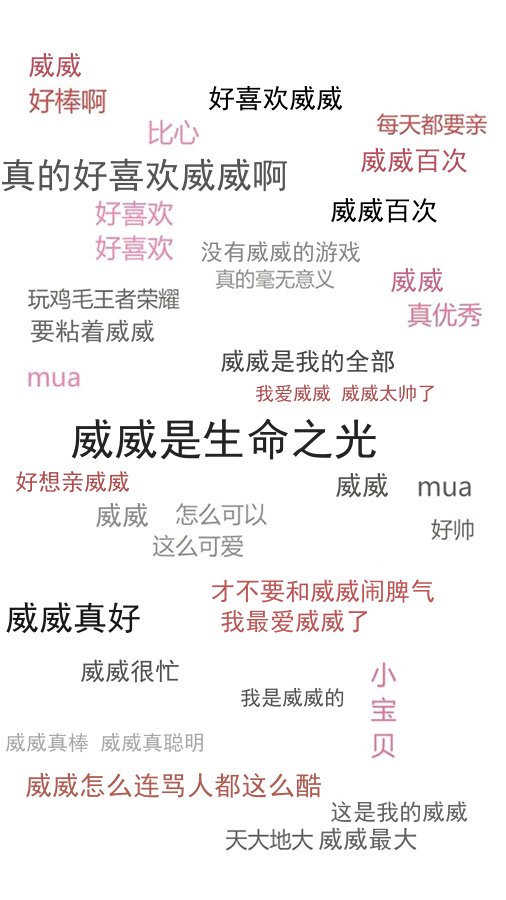 威威
好棒啊
好喜欢威威
比心
每天都要亲
真的好喜欢威威啊
威威百次
好喜欢
威威百次
好喜欢
没有威威的游戏
真的毫无意义
威威
玩鸡毛王者荣耀
真优秀
要粘着威威
威威是我的全部
mua
我爱威威 威威太帅了
威威是生命之光
好想亲威威
威威
mua
威威
怎么可以
好帅
这么可爱
才不要和威威闹脾气
威威真好
我最爱威威了
威威很忙
小宝贝
我是威威的
威威真棒 威威真聪明
威威怎么连骂人都这么酷
这是我的威威
天大地大 威威最大